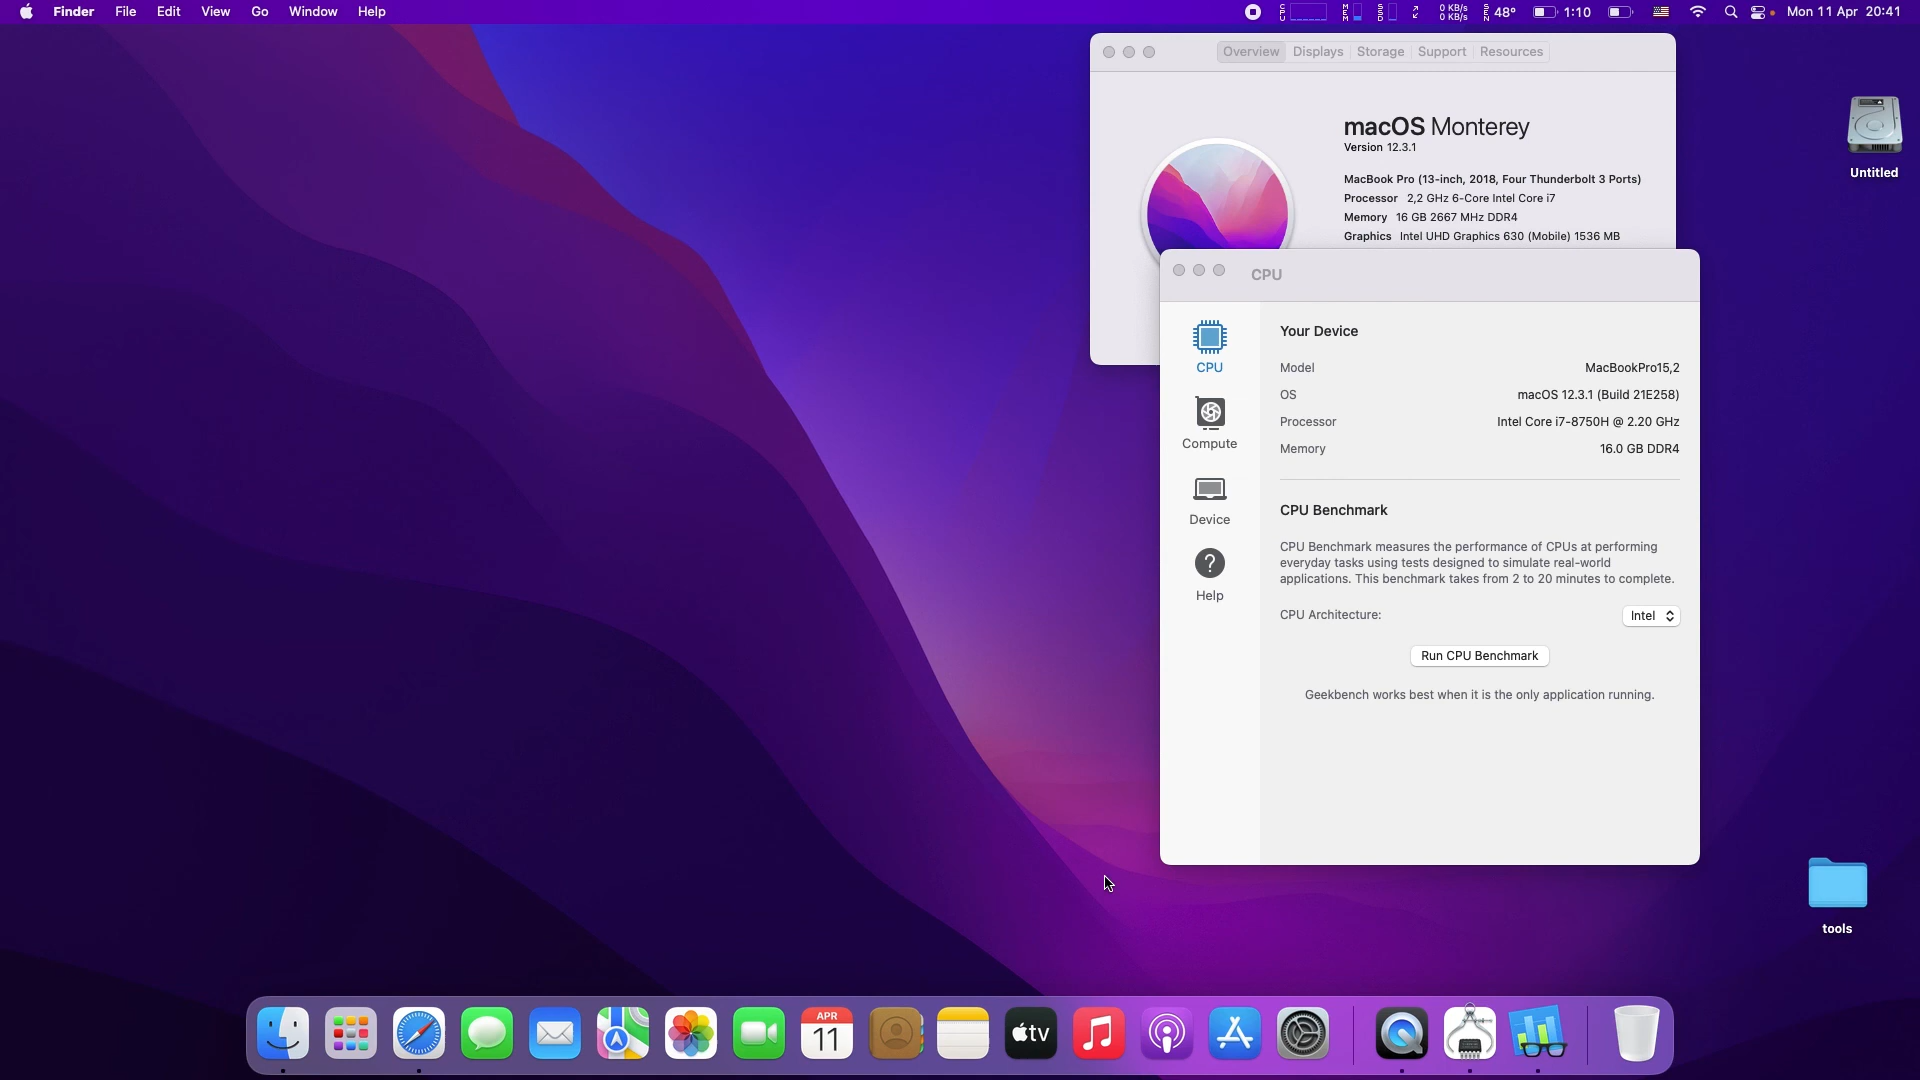 Finder File Edit View Go Window Help
CPU MEM SSD 0 KB/s 0 KB/s SEN 48° 1:10 Mon 11 Apr 20:41
Overview Displays Storage Support Resources
macOS Monterey
Version 12.3.1
MacBook Pro (13-inch, 2018, Four Thunderbolt 3 Ports)
Processor 2,2 GHz 6-Core Intel Core i7
Memory 16 GB 2667 MHz DDR4
Graphics Intel UHD Graphics 630 (Mobile) 1536 MB
Untitled
CPU
CPU
Compute
Device
Help
Your Device
Model MacBookPro15,2
OS macOS 12.3.1 (Build 21E258)
Processor Intel Core i7-8750H @ 2.20 GHz
Memory 16.0 GB DDR4
CPU Benchmark
CPU Benchmark measures the performance of CPUs at performing
everyday tasks using tests designed to simulate real-world
applications. This benchmark takes from 2 to 20 minutes to complete.
CPU Architecture: Intel
Run CPU Benchmark
Geekbench works best when it is the only application running.
tools
APR
11
tv